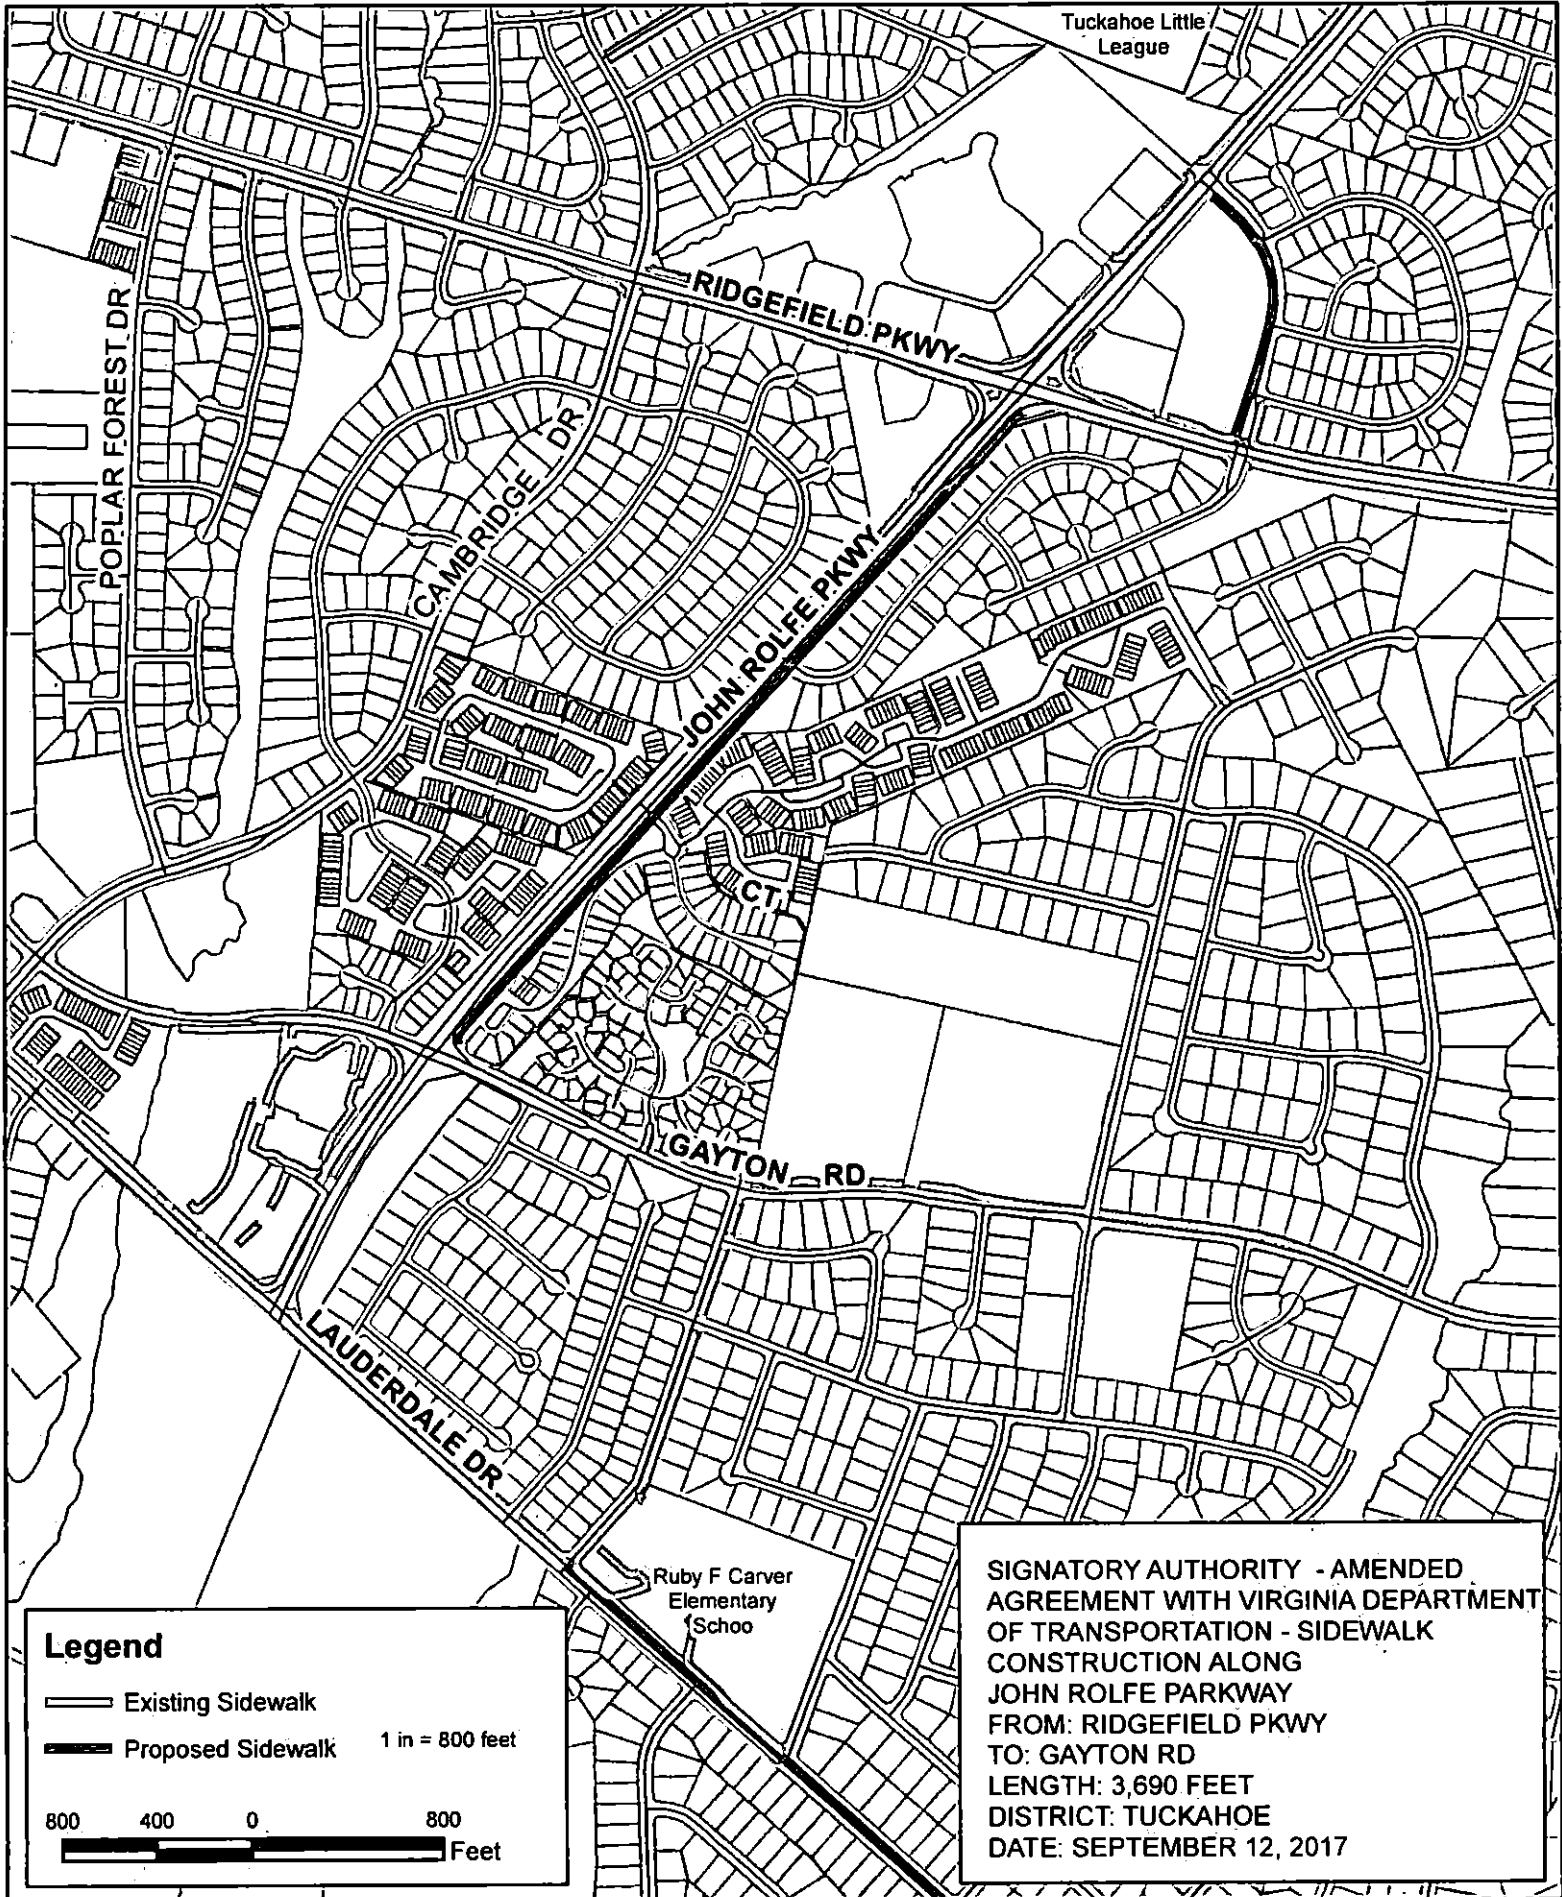 Tuckahoe Little
League
RIDGEFIELD PKWY
POPLAR FOREST DR
CAMBRIDGE DR
JOHN ROLFE PKWY
CT
GAYTON RD
LAUDERDALE DR
Ruby F Carver
Elementary
Schoo
Legend
Existing Sidewalk
Proposed Sidewalk
1 in = 800 feet
800 400 0 800
Feet
SIGNATORY AUTHORITY - AMENDED
AGREEMENT WITH VIRGINIA DEPARTMENT
OF TRANSPORTATION - SIDEWALK
CONSTRUCTION ALONG
JOHN ROLFE PARKWAY
FROM: RIDGEFIELD PKWY
TO: GAYTON RD
LENGTH: 3,690 FEET
DISTRICT: TUCKAHOE
DATE: SEPTEMBER 12, 2017